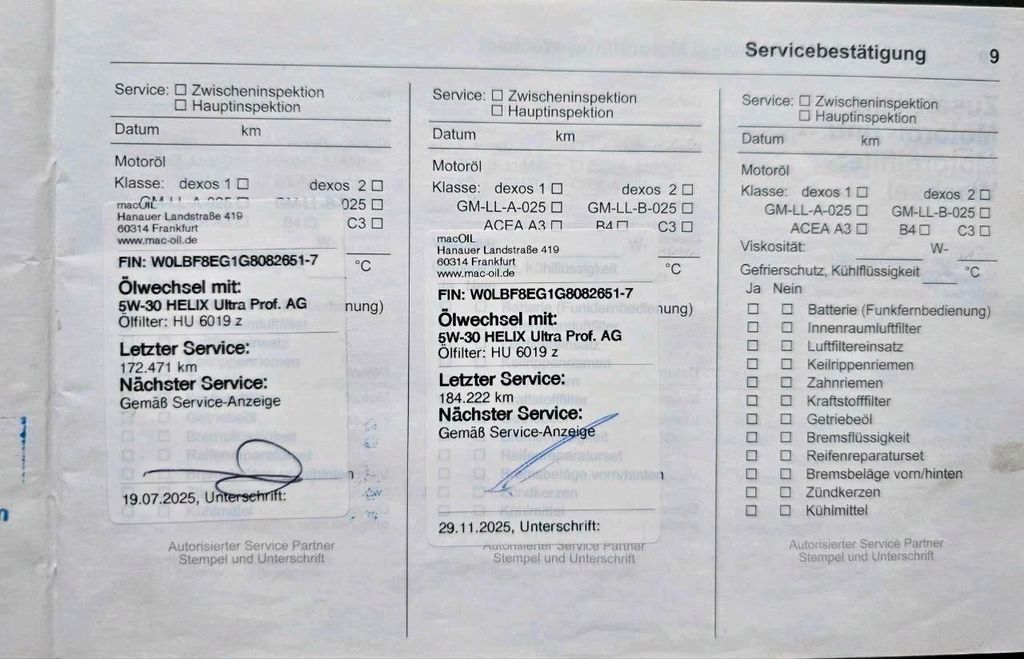 Servicebestätigung 9
Service: ☐ Zwischeninspektion
☐ Hauptinspektion
Datum km
Motoröl
Klasse: dexos 1 ☐ dexos 2 ☐
025 ☐
C3 ☐
°C
nung)
macOIL
Hanauer Landstraße 419
60314 Frankfurt
www.mac-oil.de
FIN: W0LBF8EG1G8082651-7
Ölwechsel mit:
5W-30 HELIX Ultra Prof. AG
Ölfilter: HU 6019 z
Letzter Service:
172.471 km
Nächster Service:
Gemäß Service-Anzeige
19.07.2025, Unterschrift:
Autorisierter Service Partner
Stempel und Unterschrift
Service: ☐ Zwischeninspektion
☐ Hauptinspektion
Datum km
Motoröl
Klasse: dexos 1 ☐ dexos 2 ☐
GM-LL-A-025 ☐ GM-LL-B-025 ☐
ACEA A3 ☐ B4 ☐ C3 ☐
°C
ung)
macOIL
Hanauer Landstraße 419
60314 Frankfurt
www.mac-oil.de
FIN: W0LBF8EG1G8082651-7
Ölwechsel mit:
5W-30 HELIX Ultra Prof. AG
Ölfilter: HU 6019 z
Letzter Service:
184.222 km
Nächster Service:
Gemäß Service-Anzeige
29.11.2025, Unterschrift:
Autorisierter Service Partner
Stempel und Unterschrift
Service: ☐ Zwischeninspektion
☐ Hauptinspektion
Datum km
Motoröl
Klasse: dexos 1 ☐ dexos 2 ☐
GM-LL-A-025 ☐ GM-LL-B-025 ☐
ACEA A3 ☐ B4 ☐ C3 ☐
Viskosität: W-
Gefrierschutz, Kühlflüssigkeit °C
Ja Nein
☐ ☐ Batterie (Funkfernbedienung)
☐ ☐ Innenraumluftfilter
☐ ☐ Luftfiltereinsatz
☐ ☐ Keilrippenriemen
☐ ☐ Zahnriemen
☐ ☐ Kraftstofffilter
☐ ☐ Getriebeöl
☐ ☐ Bremsflüssigkeit
☐ ☐ Reifenreparaturset
☐ ☐ Bremsbeläge vorn/hinten
☐ ☐ Zündkerzen
☐ ☐ Kühlmittel
Autorisierter Service Partner
Stempel und Unterschrift